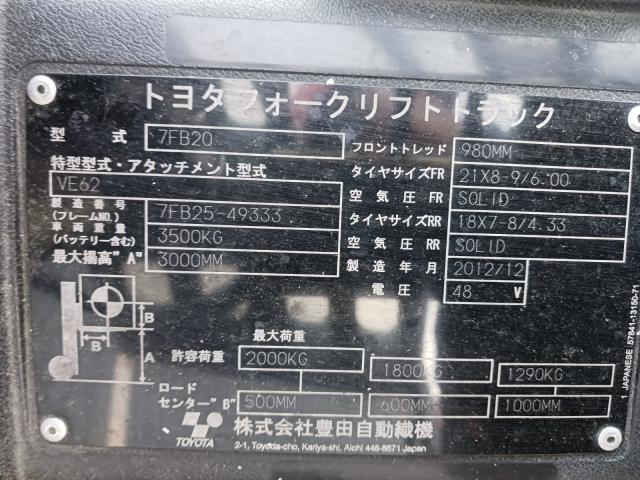 トヨタフォークリフトトラック
型式 7FB20
特型型式・アタッチメント型式
VE62
製造番号(フレームNO.) 7FB25-49333
車両重量(バッテリー含む) 3500KG
最大揚高"A" 3000MM
フロントトレッド 980MM
タイヤサイズFR 21X8-9/6.00
空気圧 FR SOLID
タイヤサイズRR 18X7-8/4.33
空気圧 RR SOLID
製造年月 2012/12
電圧 48 V
B
B
A
最大荷重
許容荷重 2000KG 1800KG 1290KG
ロードセンター"B" 500MM 600MM 1000MM
TOYOTA
株式会社豊田自動織機
2-1, Toyoda-cho, Kariya-shi, Aichi 448-8671 Japan
1 JAPANESE 57841-13150-71